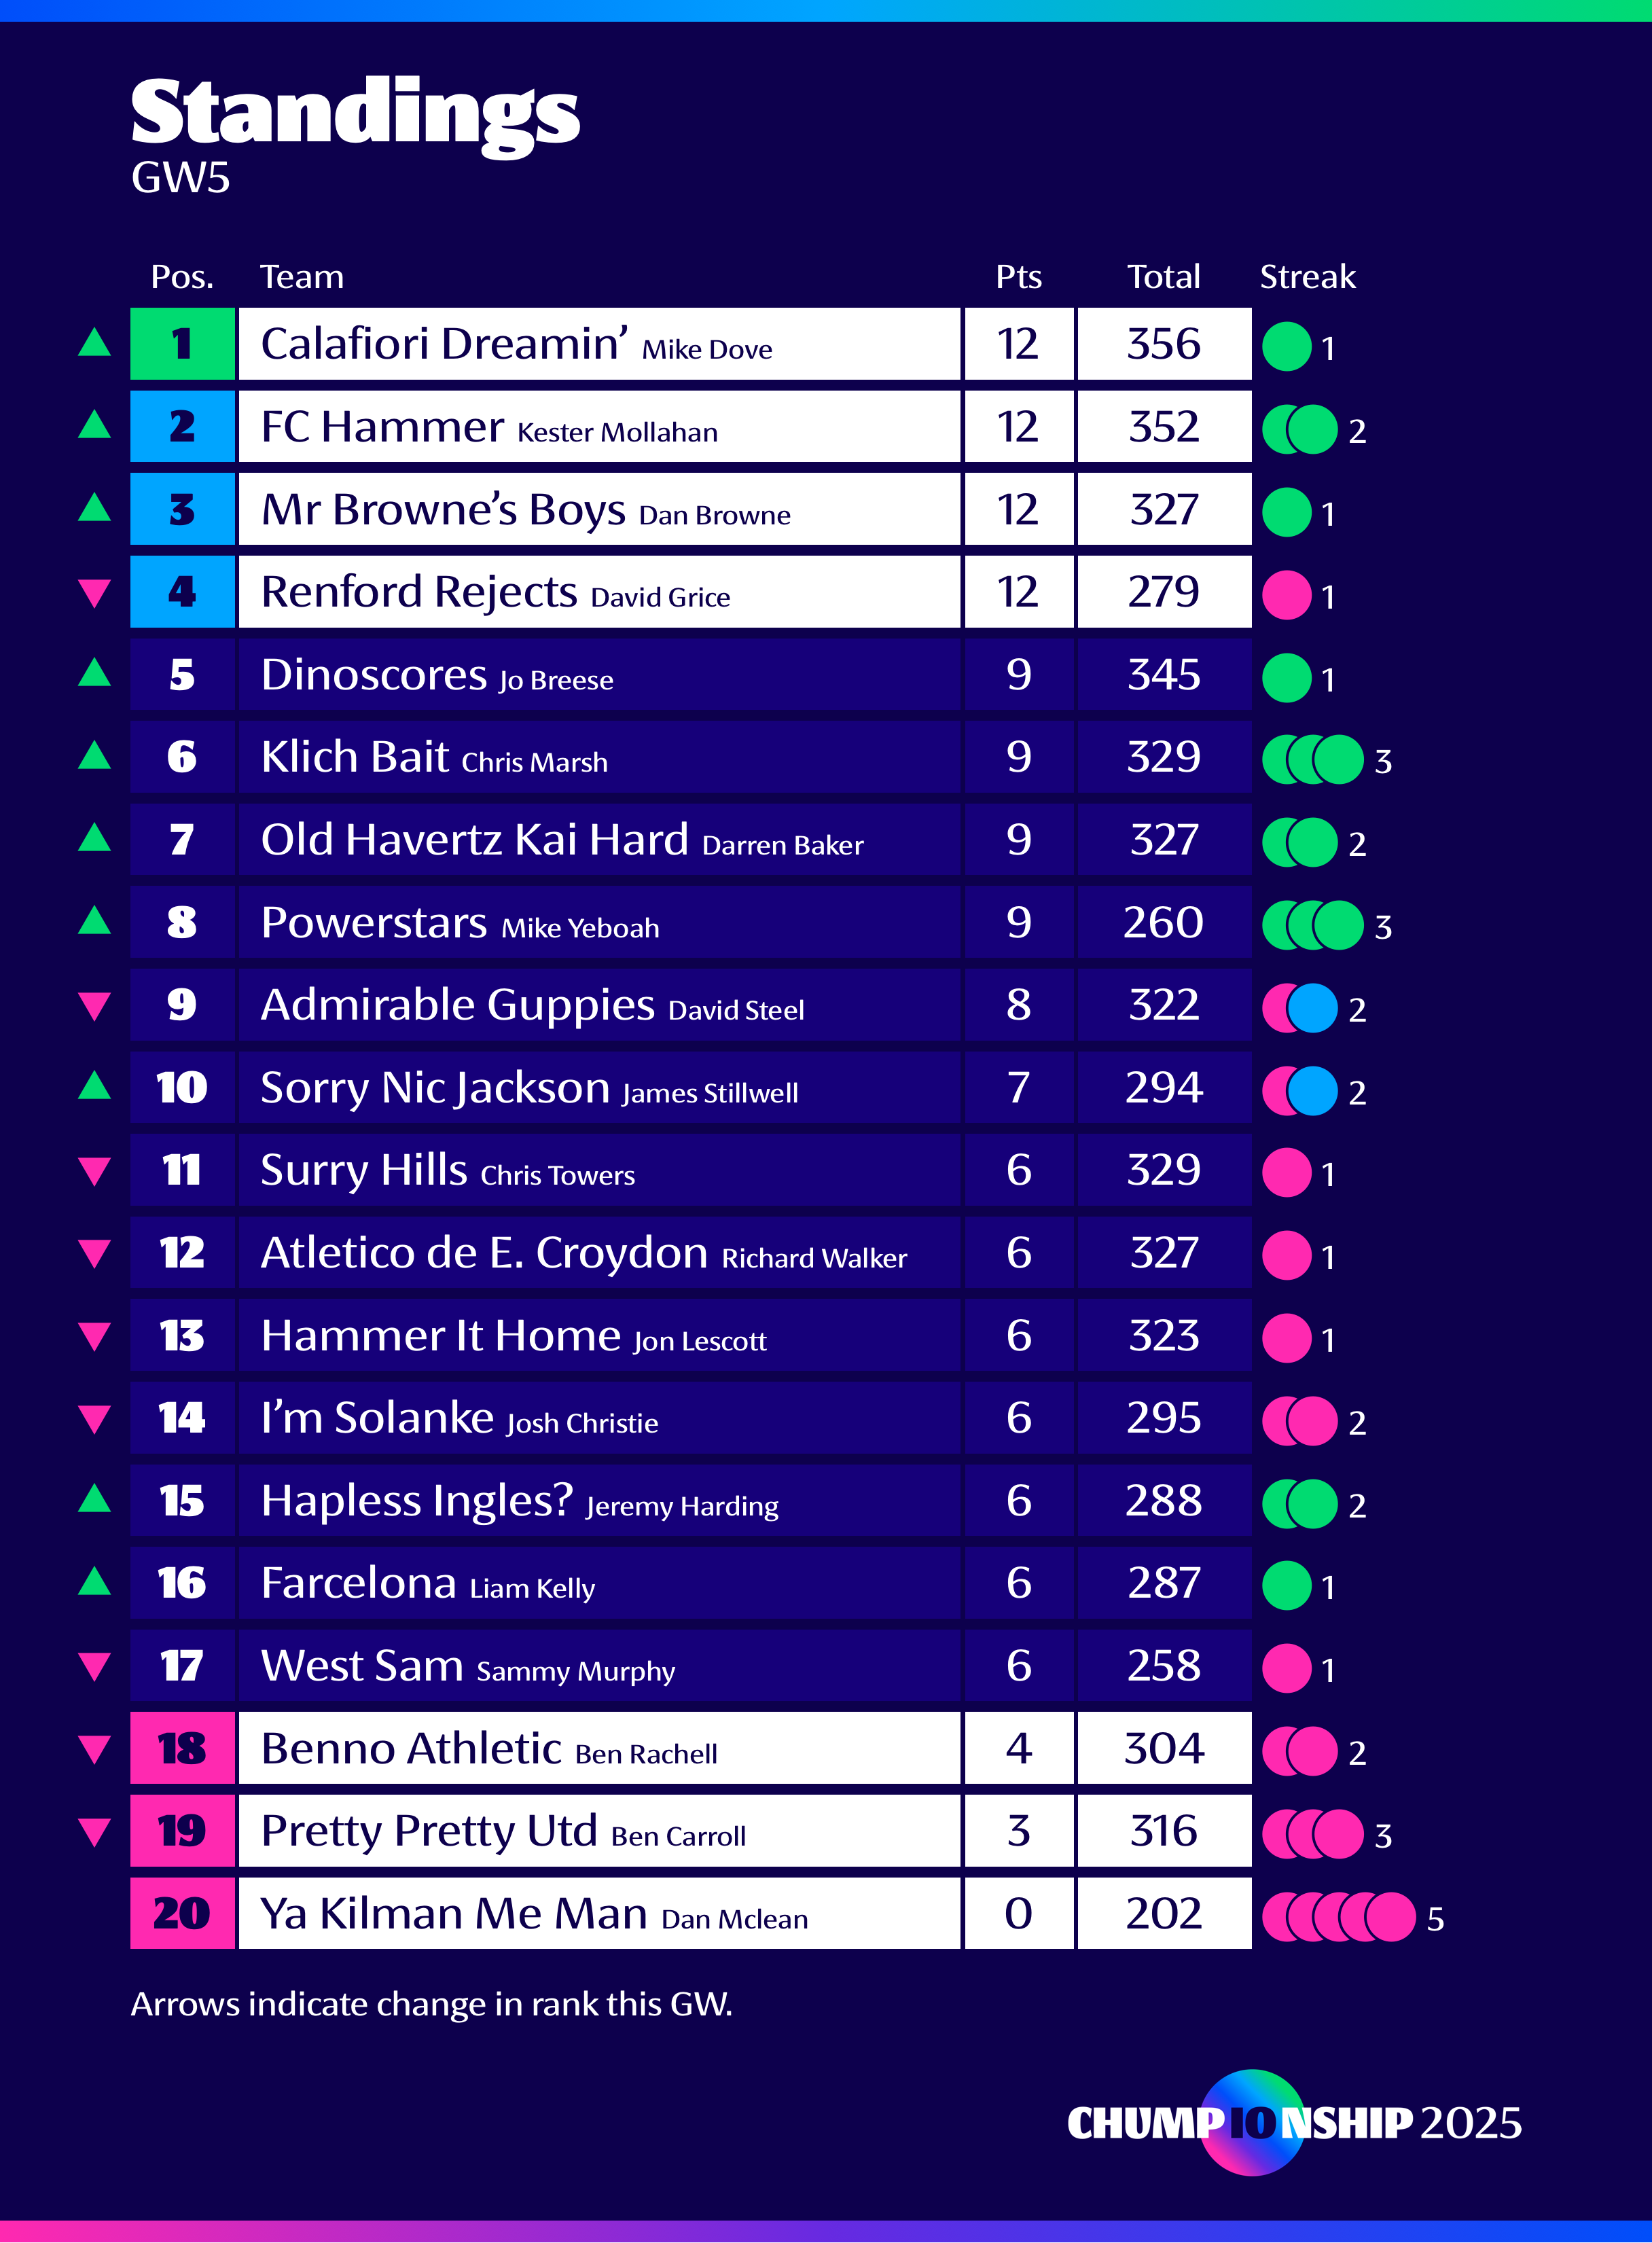 Standings
GW5
Pos. Team Pts Total Streak
1 Calafiori Dreamin’ Mike Dove 12 356 1
2 FC Hammer Kester Mollahan 12 352 2
3 Mr Browne’s Boys Dan Browne 12 327 1
4 Renford Rejects David Grice 12 279 1
5 Dinoscores Jo Breese 9 345 1
6 Klich Bait Chris Marsh 9 329 3
7 Old Havertz Kai Hard Darren Baker 9 327 2
8 Powerstars Mike Yeboah 9 260 3
9 Admirable Guppies David Steel 8 322 2
10 Sorry Nic Jackson James Stillwell 7 294 2
11 Surry Hills Chris Towers 6 329 1
12 Atletico de E. Croydon Richard Walker 6 327 1
13 Hammer It Home Jon Lescott 6 323 1
14 I’m Solanke Josh Christie 6 295 2
15 Hapless Ingles? Jeremy Harding 6 288 2
16 Farcelona Liam Kelly 6 287 1
17 West Sam Sammy Murphy 6 258 1
18 Benno Athletic Ben Rachell 4 304 2
19 Pretty Pretty Utd Ben Carroll 3 316 3
20 Ya Kilman Me Man Dan Mclean 0 202 5
Arrows indicate change in rank this GW.
CHUMPIONSHIP 2025